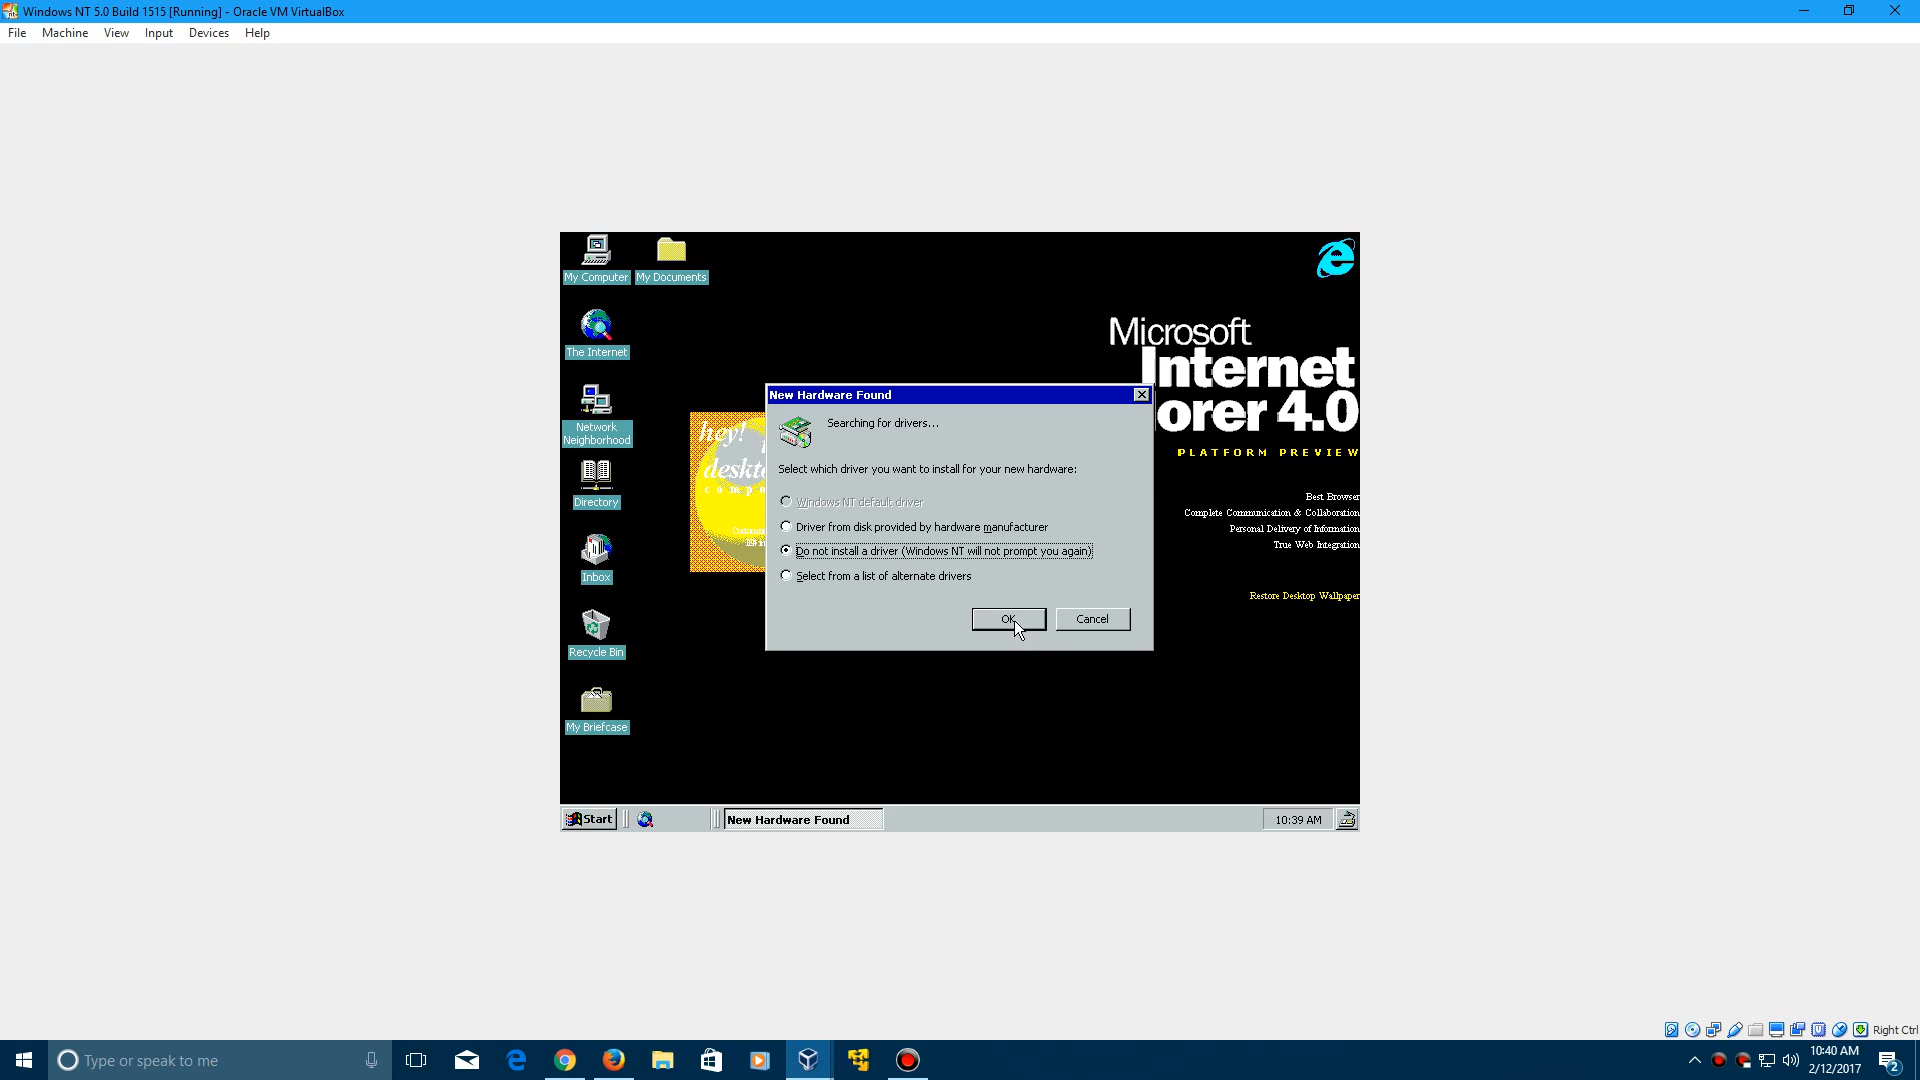 Windows NT 5.0 Build 1515 [Running] - Oracle VM VirtualBox
File Machine View Input Devices Help
My Computer
My Documents
The Internet
Network
Neighborhood
Directory
Inbox
Recycle Bin
My Briefcase
hey!
deskt
compo
Microsoft
Internet
orer 4.0
PLATFORM PREVIEW
Best Browser
Complete Communication & Collaboration
Personal Delivery of Information
True Web Integration
Restore Desktop Wallpaper
New Hardware Found
Searching for drivers...
Select which driver you want to install for your new hardware:
Windows NT default driver
Driver from disk provided by hardware manufacturer
Do not install a driver (Windows NT will not prompt you again)
Select from a list of alternate drivers
OK
Cancel
Start
New Hardware Found
10:39 AM
Right Ctrl
Type or speak to me
10:40 AM
2/12/2017
2